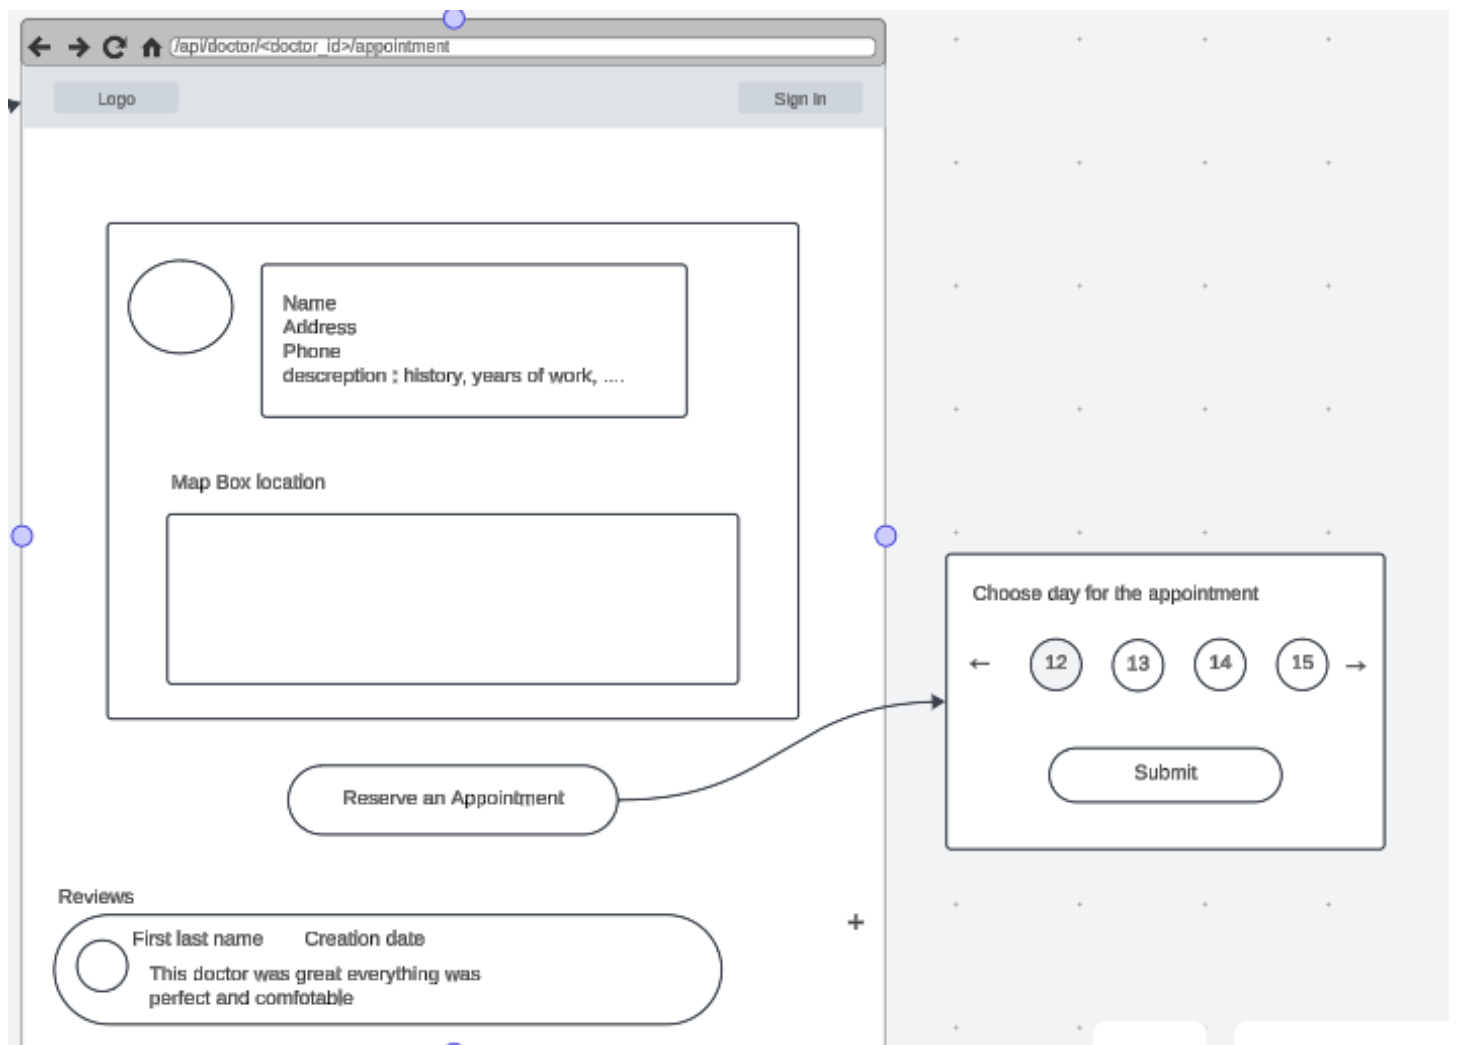 /api/doctor/<doctor_id>/appointment
Logo
Sign In
Name
Address
Phone
descreption : history, years of work, ....
Map Box location
Reserve an Appointment
Choose day for the appointment
← 12 13 14 15 →
Submit
Reviews
+
First last name Creation date
This doctor was great everything was
perfect and comfotable